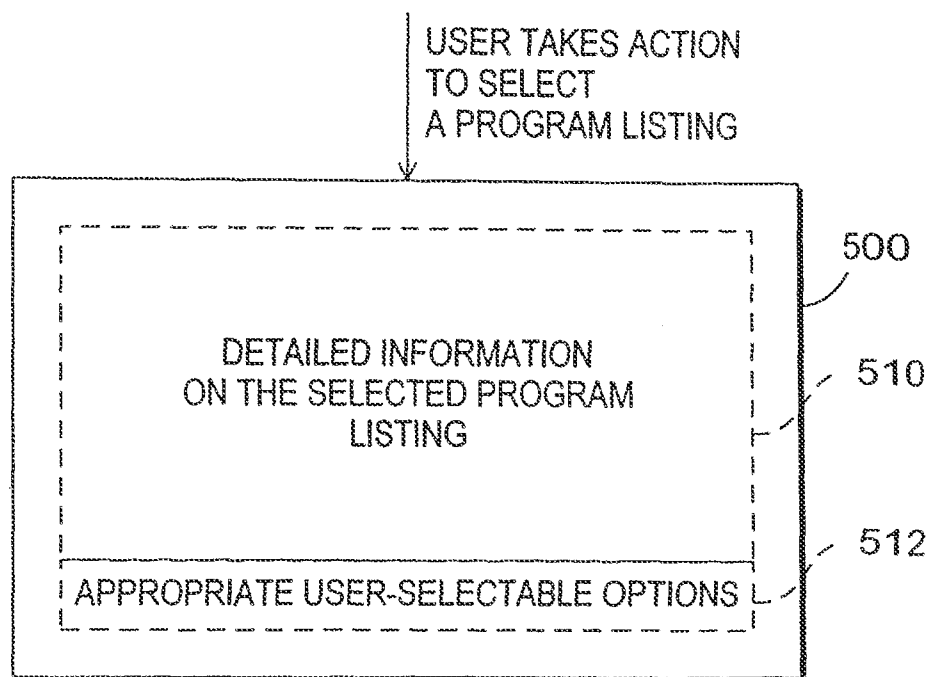 USER TAKES ACTION
TO SELECT
A PROGRAM LISTING
500
DETAILED INFORMATION
ON THE SELECTED PROGRAM
LISTING
510
APPROPRIATE USER-SELECTABLE OPTIONS
512